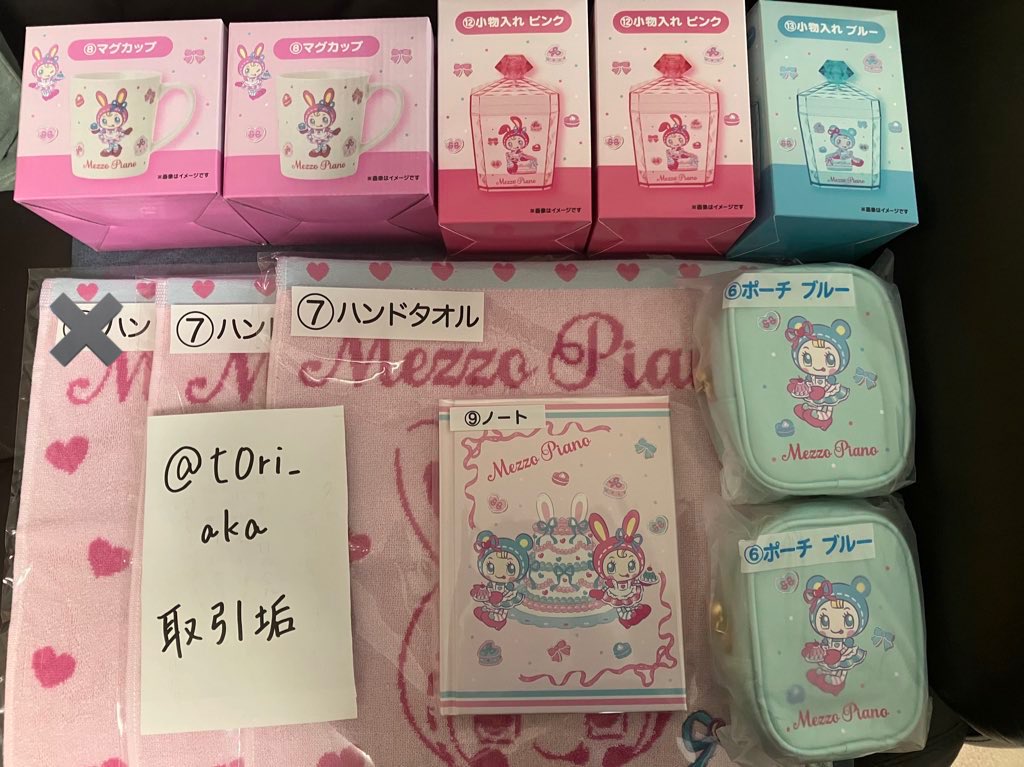 ⑧マグカップ
Mezzo Piano
※画像はイメージです
⑧マグカップ
Mezzo Piano
※画像はイメージです
⑫小物入れ ピンク
Mezzo Piano
※画像はイメージです
⑫小物入れ ピンク
Mezzo Piano
※画像はイメージです
⑬小物入れ ブルー
Mezzo Piano
※画像はイメージです
ハン
M
⑦ハン
M
⑦ハンドタオル
Mezzo Pia
⑥ポーチ ブルー
Mezzo Piano
⑨ノート
Mezzo Piano
⑥ポーチ ブルー
Mezzo Piano
@t0ri_
aka
取引垢